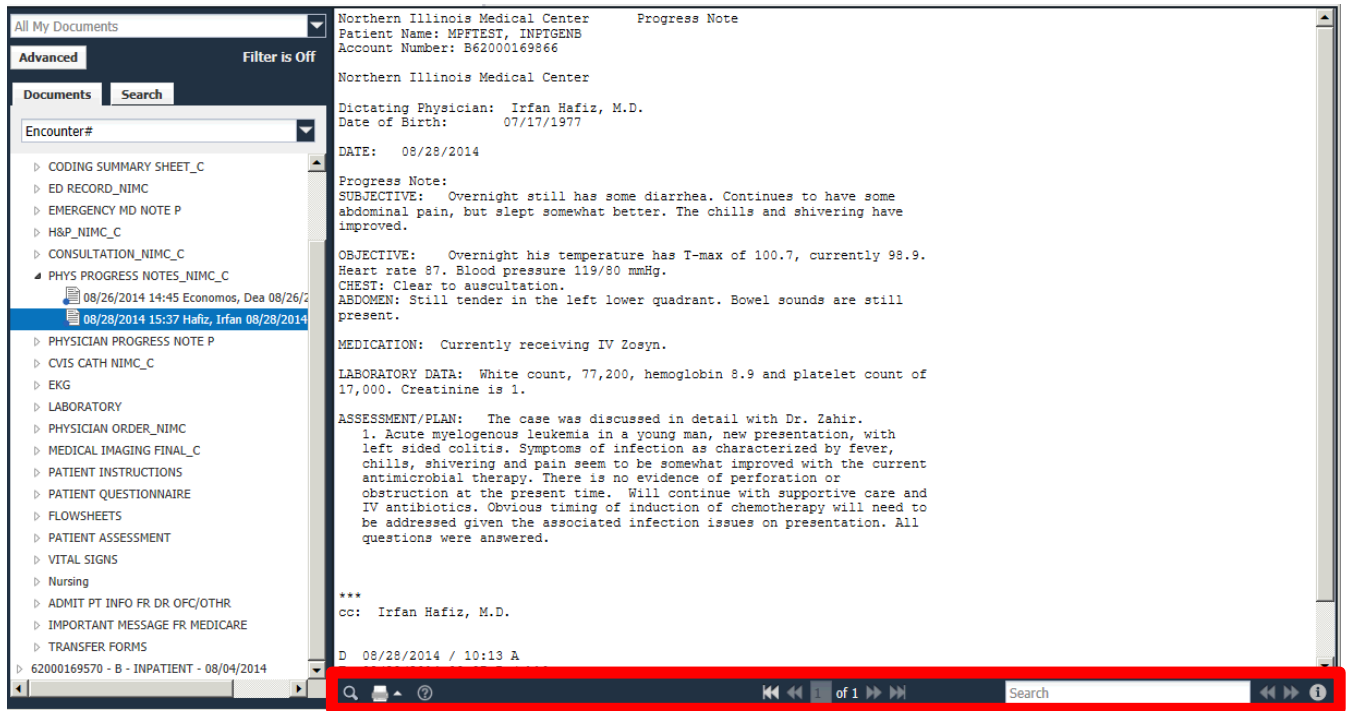 All My Documents
Advanced Filter is Off
Documents Search
Encounter#
CODING SUMMARY SHEET_C
ED RECORD_NIMC
EMERGENCY MD NOTE P
H&P_NIMC_C
CONSULTATION_NIMC_C
PHYS PROGRESS NOTES_NIMC_C
08/26/2014 14:45 Economos, Dea 08/26/2
08/28/2014 15:37 Hafiz, Irfan 08/28/2014
PHYSICIAN PROGRESS NOTE P
CVIS CATH NIMC_C
EKG
LABORATORY
PHYSICIAN ORDER_NIMC
MEDICAL IMAGING FINAL_C
PATIENT INSTRUCTIONS
PATIENT QUESTIONNAIRE
FLOWSHEETS
PATIENT ASSESSMENT
VITAL SIGNS
Nursing
ADMIT PT INFO FR DR OFC/OTHR
IMPORTANT MESSAGE FR MEDICARE
TRANSFER FORMS
62000169570 - B - INPATIENT - 08/04/2014
Northern Illinois Medical Center Progress Note
Patient Name: MPFTEST, INPTGENB
Account Number: B62000169866
Northern Illinois Medical Center
Dictating Physician: Irfan Hafiz, M.D.
Date of Birth: 07/17/1977
DATE: 08/28/2014
Progress Note:
SUBJECTIVE: Overnight still has some diarrhea. Continues to have some
abdominal pain, but slept somewhat better. The chills and shivering have
improved.
OBJECTIVE: Overnight his temperature has T-max of 100.7, currently 98.9.
Heart rate 87. Blood pressure 119/80 mmHg.
CHEST: Clear to auscultation.
ABDOMEN: Still tender in the left lower quadrant. Bowel sounds are still
present.
MEDICATION: Currently receiving IV Zosyn.
LABORATORY DATA: White count, 77,200, hemoglobin 8.9 and platelet count of
17,000. Creatinine is 1.
ASSESSMENT/PLAN: The case was discussed in detail with Dr. Zahir.
1. Acute myelogenous leukemia in a young man, new presentation, with
left sided colitis. Symptoms of infection as characterized by fever,
chills, shivering and pain seem to be somewhat improved with the current
antimicrobial therapy. There is no evidence of perforation or
obstruction at the present time. Will continue with supportive care and
IV antibiotics. Obvious timing of induction of chemotherapy will need to
be addressed given the associated infection issues on presentation. All
questions were answered.
***
cc: Irfan Hafiz, M.D.
D 08/28/2014 / 10:13 A
1 of 1 Search